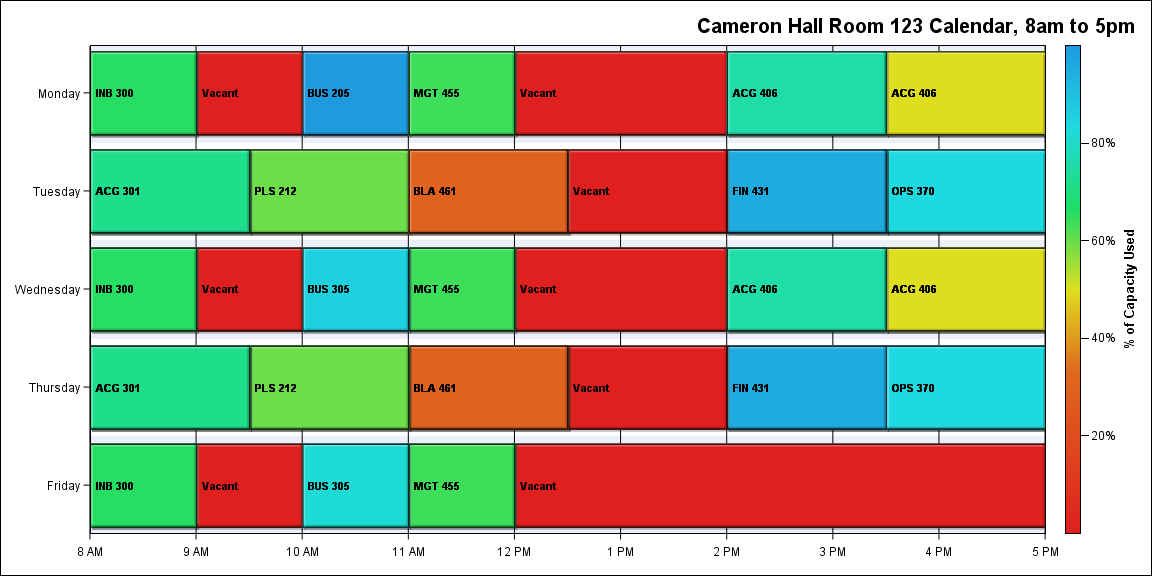 Cameron Hall Room 123 Calendar, 8am to 5pm
Monday
INB 300
Vacant
BUS 205
MGT 455
Vacant
ACG 406
ACG 406
Tuesday
ACG 301
PLS 212
BLA 461
Vacant
FIN 431
OPS 370
Wednesday
INB 300
Vacant
BUS 305
MGT 455
Vacant
ACG 406
ACG 406
Thursday
ACG 301
PLS 212
BLA 461
Vacant
FIN 431
OPS 370
Friday
INB 300
Vacant
BUS 305
MGT 455
Vacant
8 AM
9 AM
10 AM
11 AM
12 PM
1 PM
2 PM
3 PM
4 PM
5 PM
80%
60%
40%
20%
% of Capacity Used